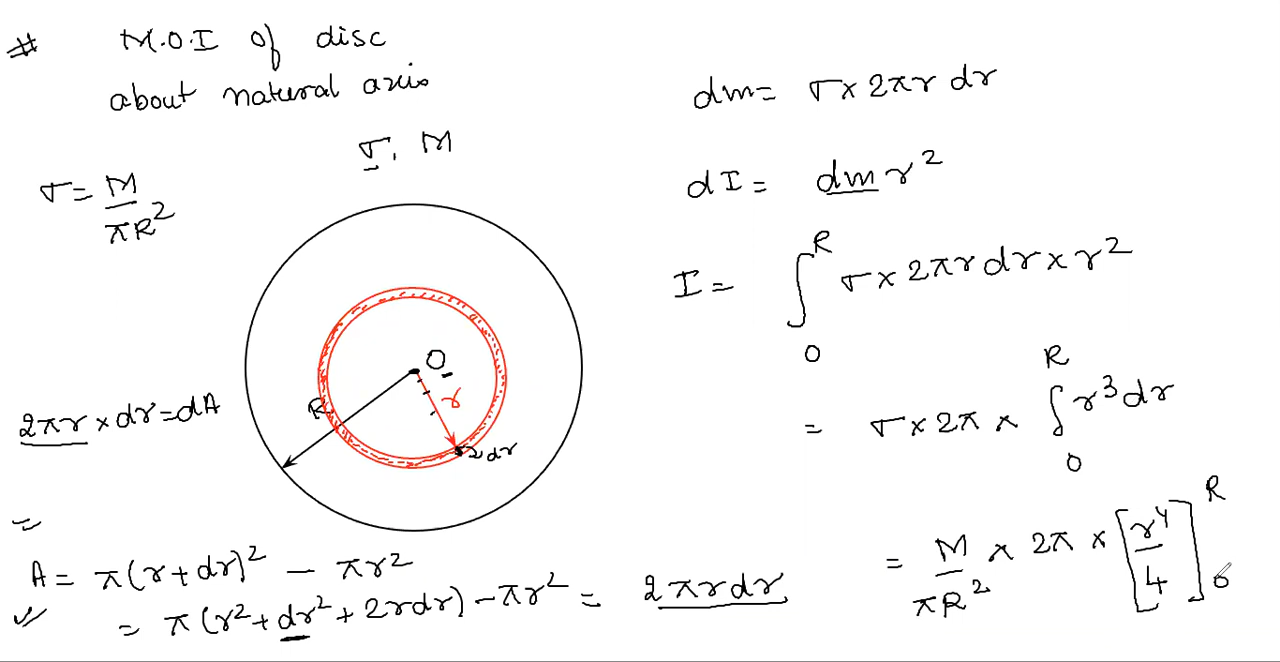 # M.O.I of disc
about natural axis
σ, M
σ = M/πR²
O
R
r
dr
2πr × dr = dA
=
A = π(r+dr)² - πr²
= π(r²+dr²+2rdr) - πr² = 2πrdr
dm = σ × 2πr dr
dI = dm r²
I = ∫₀ᴿ σ × 2πr dr × r²
= σ × 2π × ∫₀ᴿ r³dr
= M/πR² × 2π × [r⁴/4]₀ᴿ